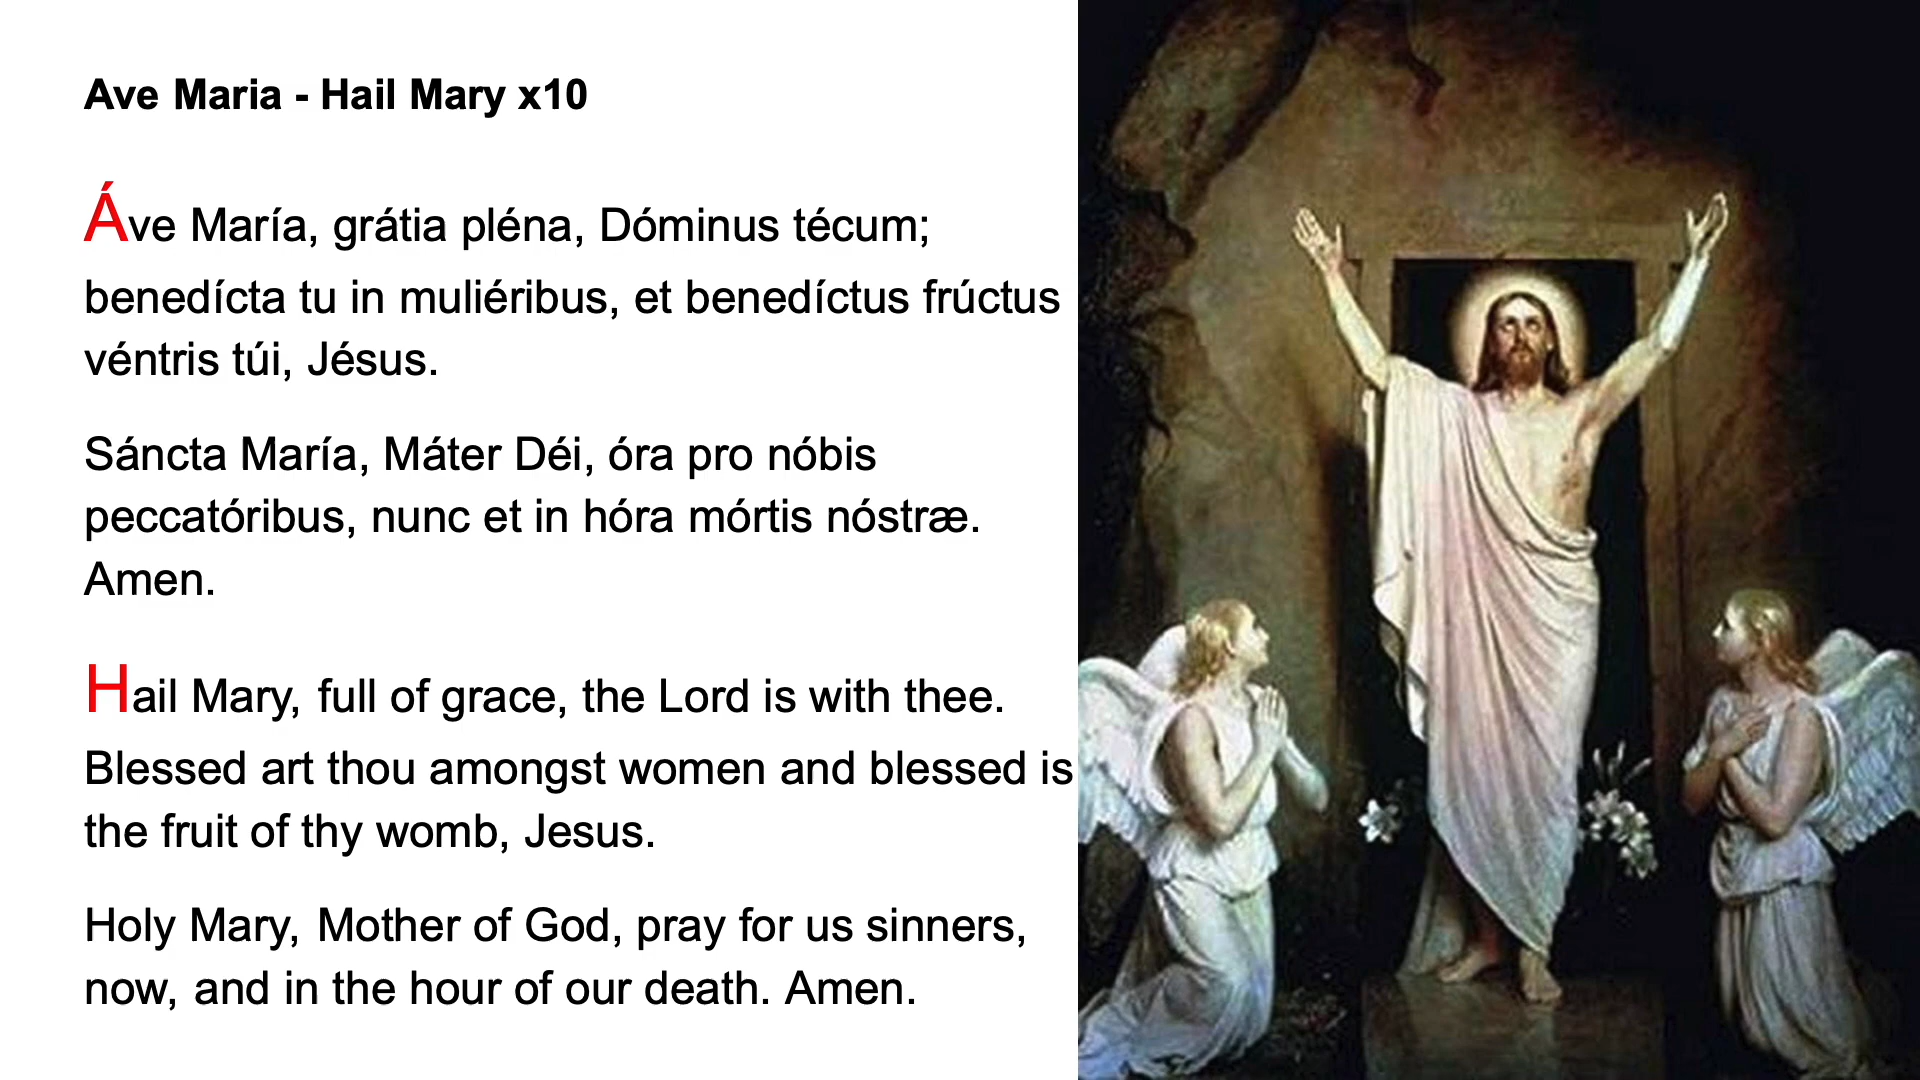 Ave Maria - Hail Mary x10
Áve María, grátia pléna, Dóminus técum;
benedícta tu in muliéribus, et benedíctus frúctus
véntris túi, Jésus.
Sáncta María, Máter Déi, óra pro nóbis
peccatóribus, nunc et in hóra mórtis nóstræ.
Amen.
Hail Mary, full of grace, the Lord is with thee.
Blessed art thou amongst women and blessed is
the fruit of thy womb, Jesus.
Holy Mary, Mother of God, pray for us sinners,
now, and in the hour of our death. Amen.